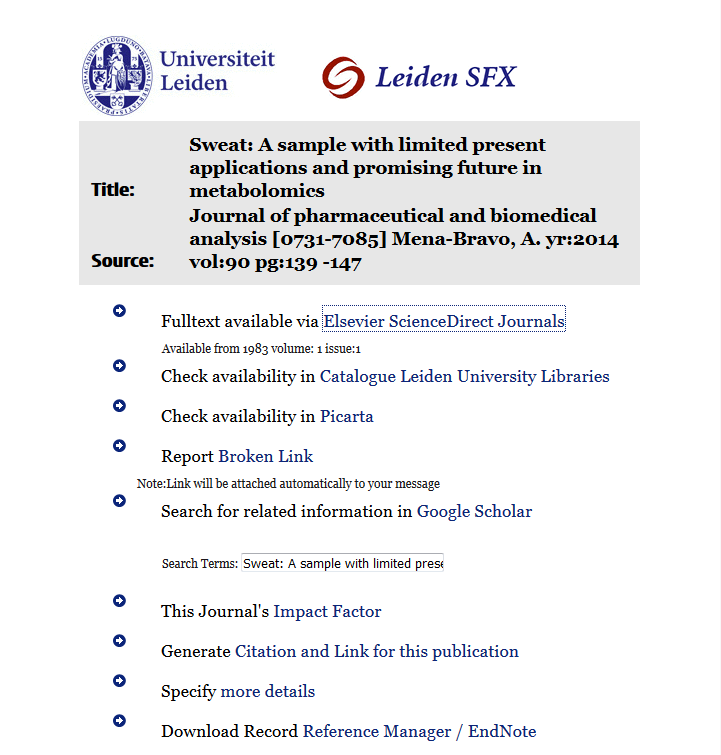 Universiteit
Leiden
Leiden SFX
Title:
Sweat: A sample with limited present
applications and promising future in
metabolomics
Source:
Journal of pharmaceutical and biomedical
analysis [0731-7085] Mena-Bravo, A. yr:2014
vol:90 pg:139 -147
Fulltext available via Elsevier ScienceDirect Journals
Available from 1983 volume: 1 issue:1
Check availability in Catalogue Leiden University Libraries
Check availability in Picarta
Report Broken Link
Note:Link will be attached automatically to your message
Search for related information in Google Scholar
Search Terms: Sweat: A sample with limited prese
This Journal's Impact Factor
Generate Citation and Link for this publication
Specify more details
Download Record Reference Manager / EndNote